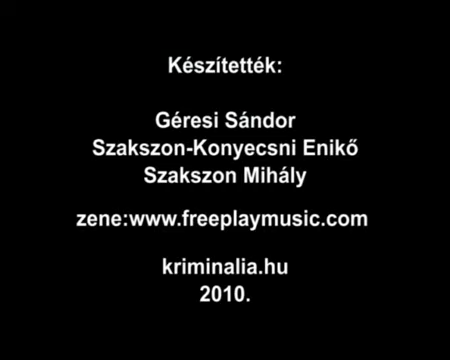 Készítették:
Géresi Sándor
Szakszon-Konyecsni Enikő
Szakszon Mihály
zene:www.freeplaymusic.com
kriminalia.hu
2010.